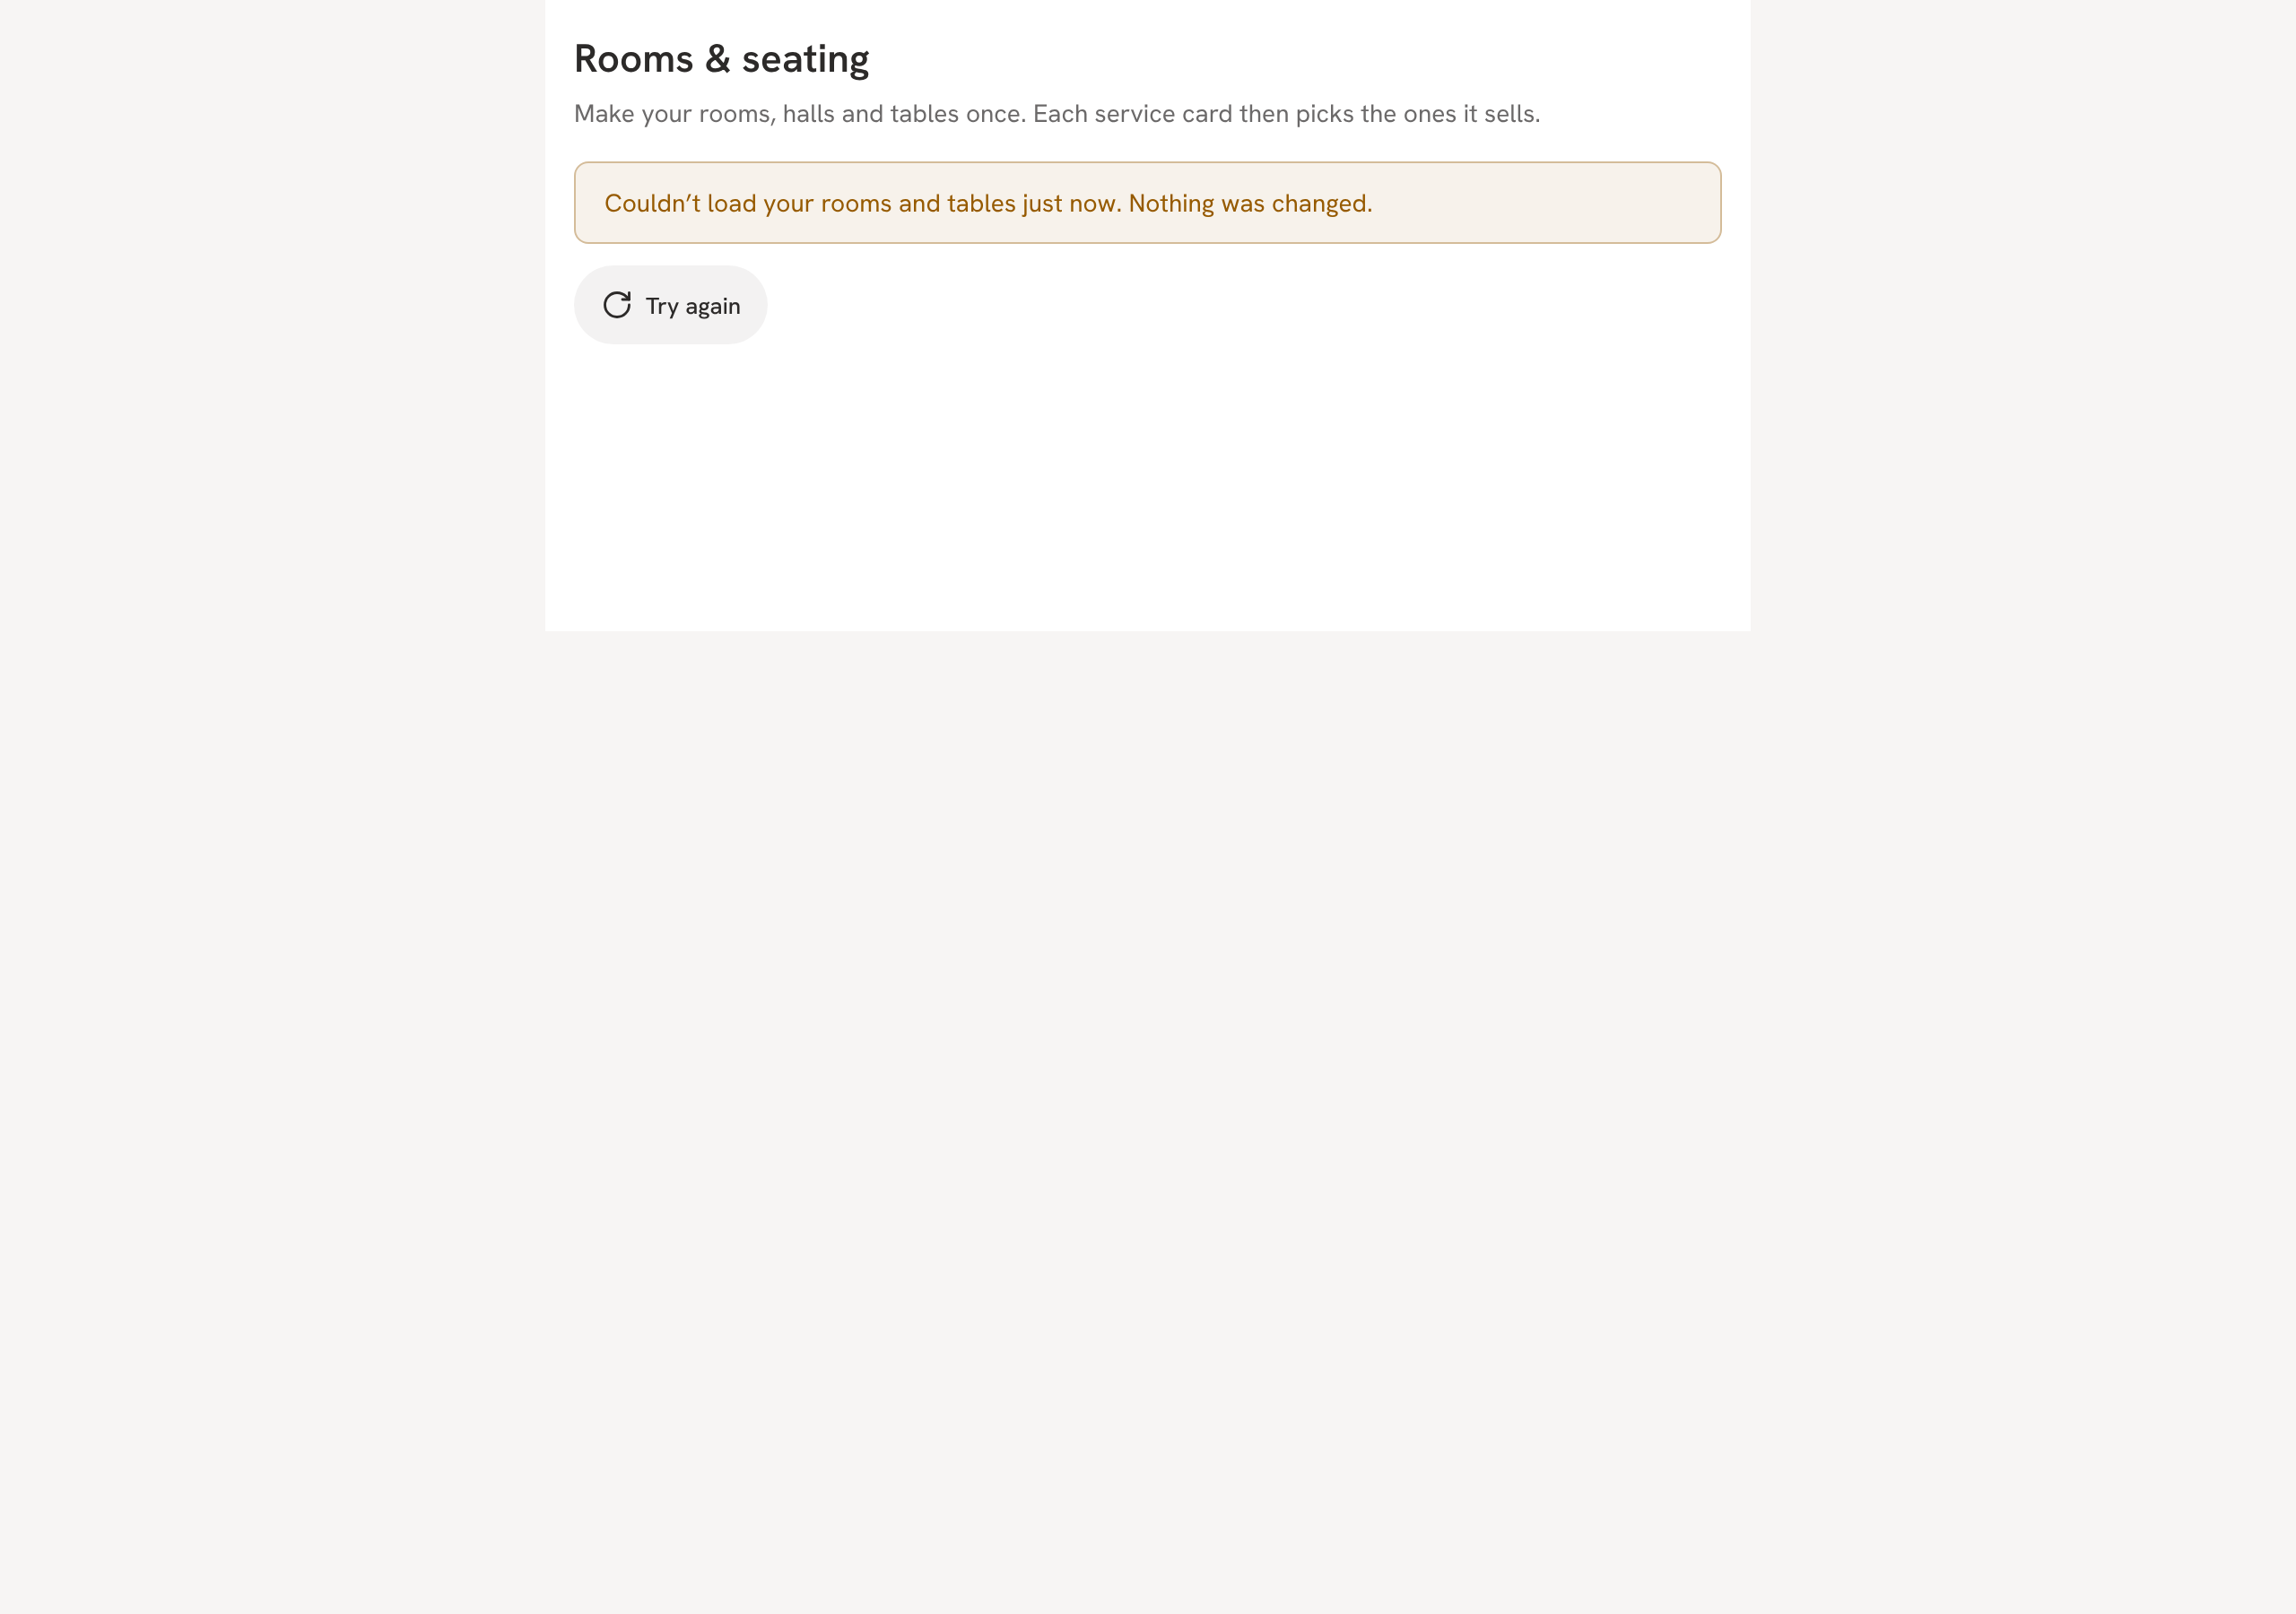 Rooms & seating
Make your rooms, halls and tables once. Each service card then picks the ones it sells.
Couldn’t load your rooms and tables just now. Nothing was changed.
Try again